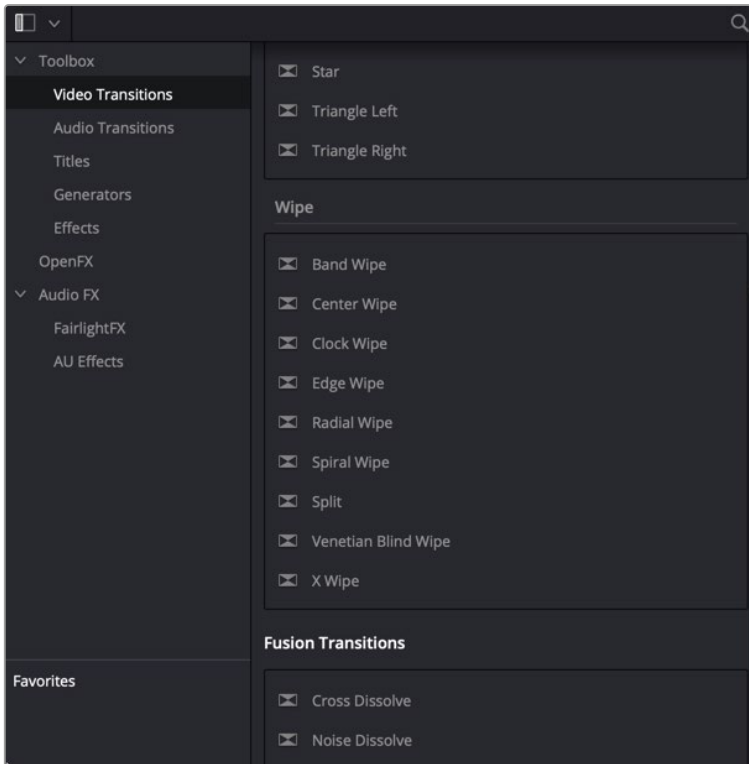 Toolbox
Video Transitions
Audio Transitions
Titles
Generators
Effects
OpenFX
Audio FX
FairlightFX
AU Effects
Favorites
Star
Triangle Left
Triangle Right
Wipe
Band Wipe
Center Wipe
Clock Wipe
Edge Wipe
Radial Wipe
Spiral Wipe
Split
Venetian Blind Wipe
X Wipe
Fusion Transitions
Cross Dissolve
Noise Dissolve